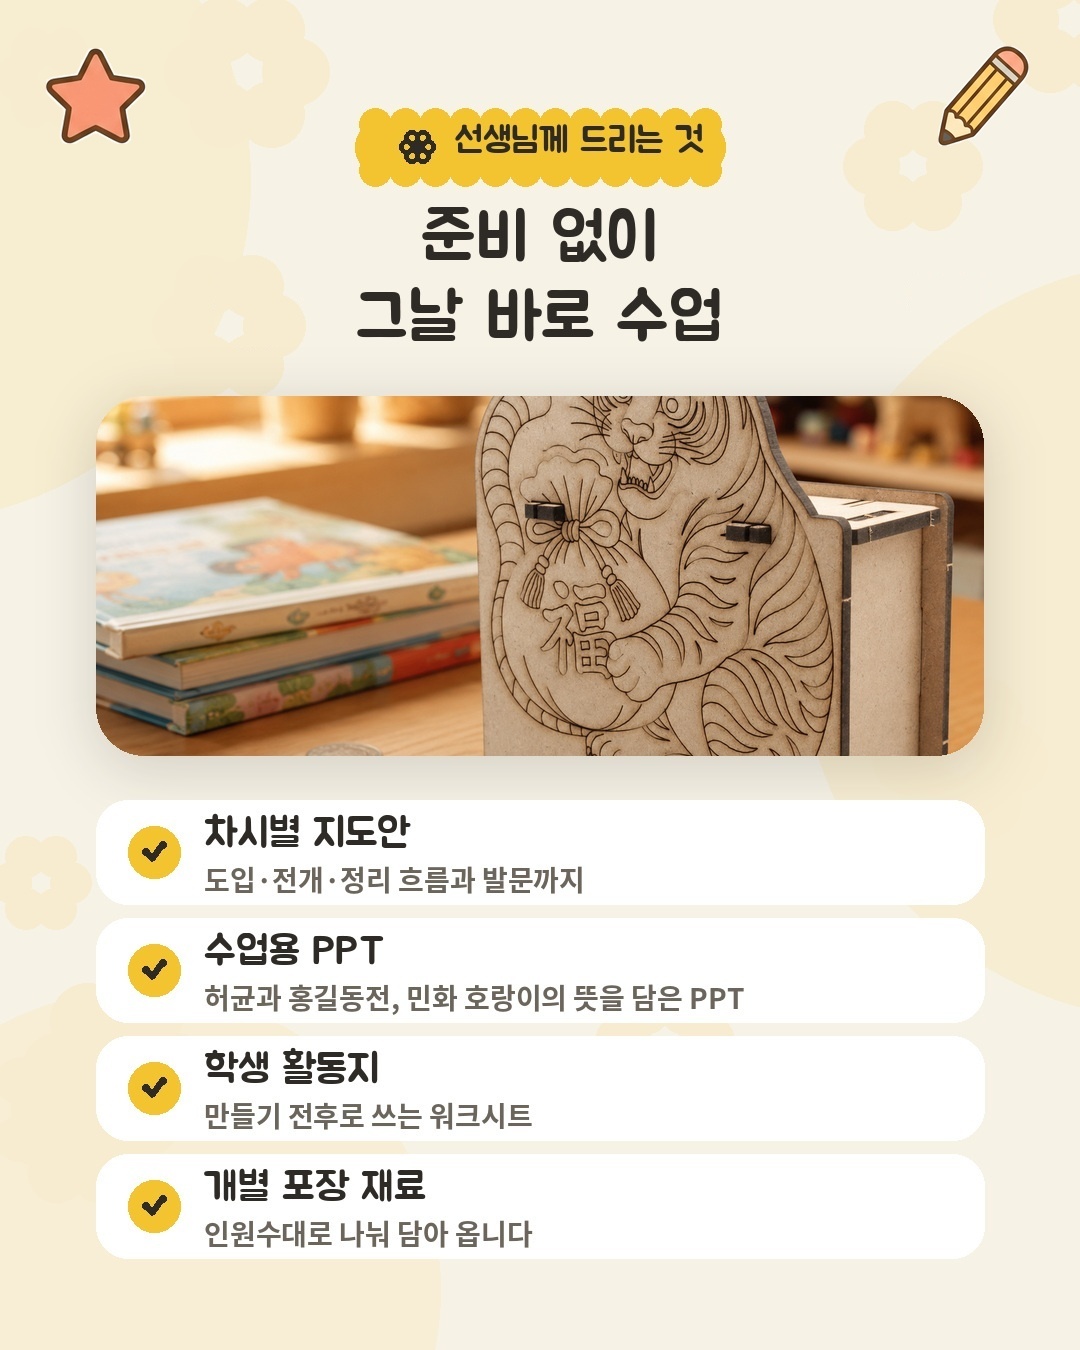 선생님께 드리는 것
준비 없이
그날 바로 수업
福
차시별 지도안
도입·전개·정리 흐름과 발문까지
수업용 PPT
허균과 홍길동전, 민화 호랑이의 뜻을 담은 PPT
학생 활동지
만들기 전후로 쓰는 워크시트
개별 포장 재료
인원수대로 나눠 담아 옵니다